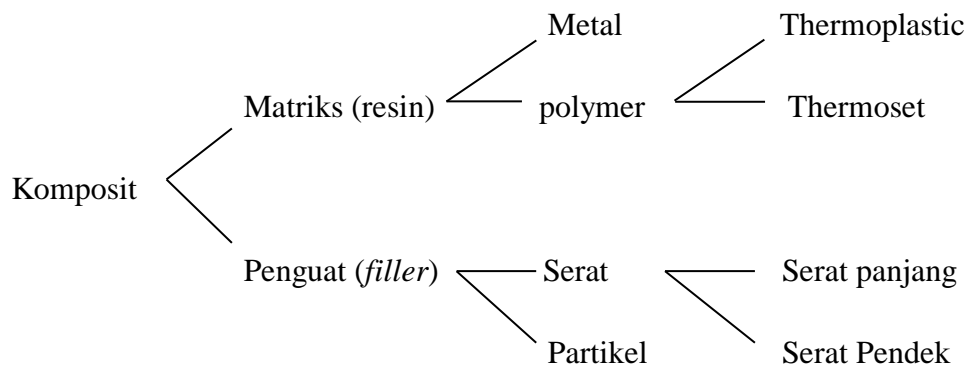 Metal Thermoplastic
Matriks (resin) polymer Thermoset
Komposit
Penguat (filler) Serat Serat panjang
Partikel Serat Pendek